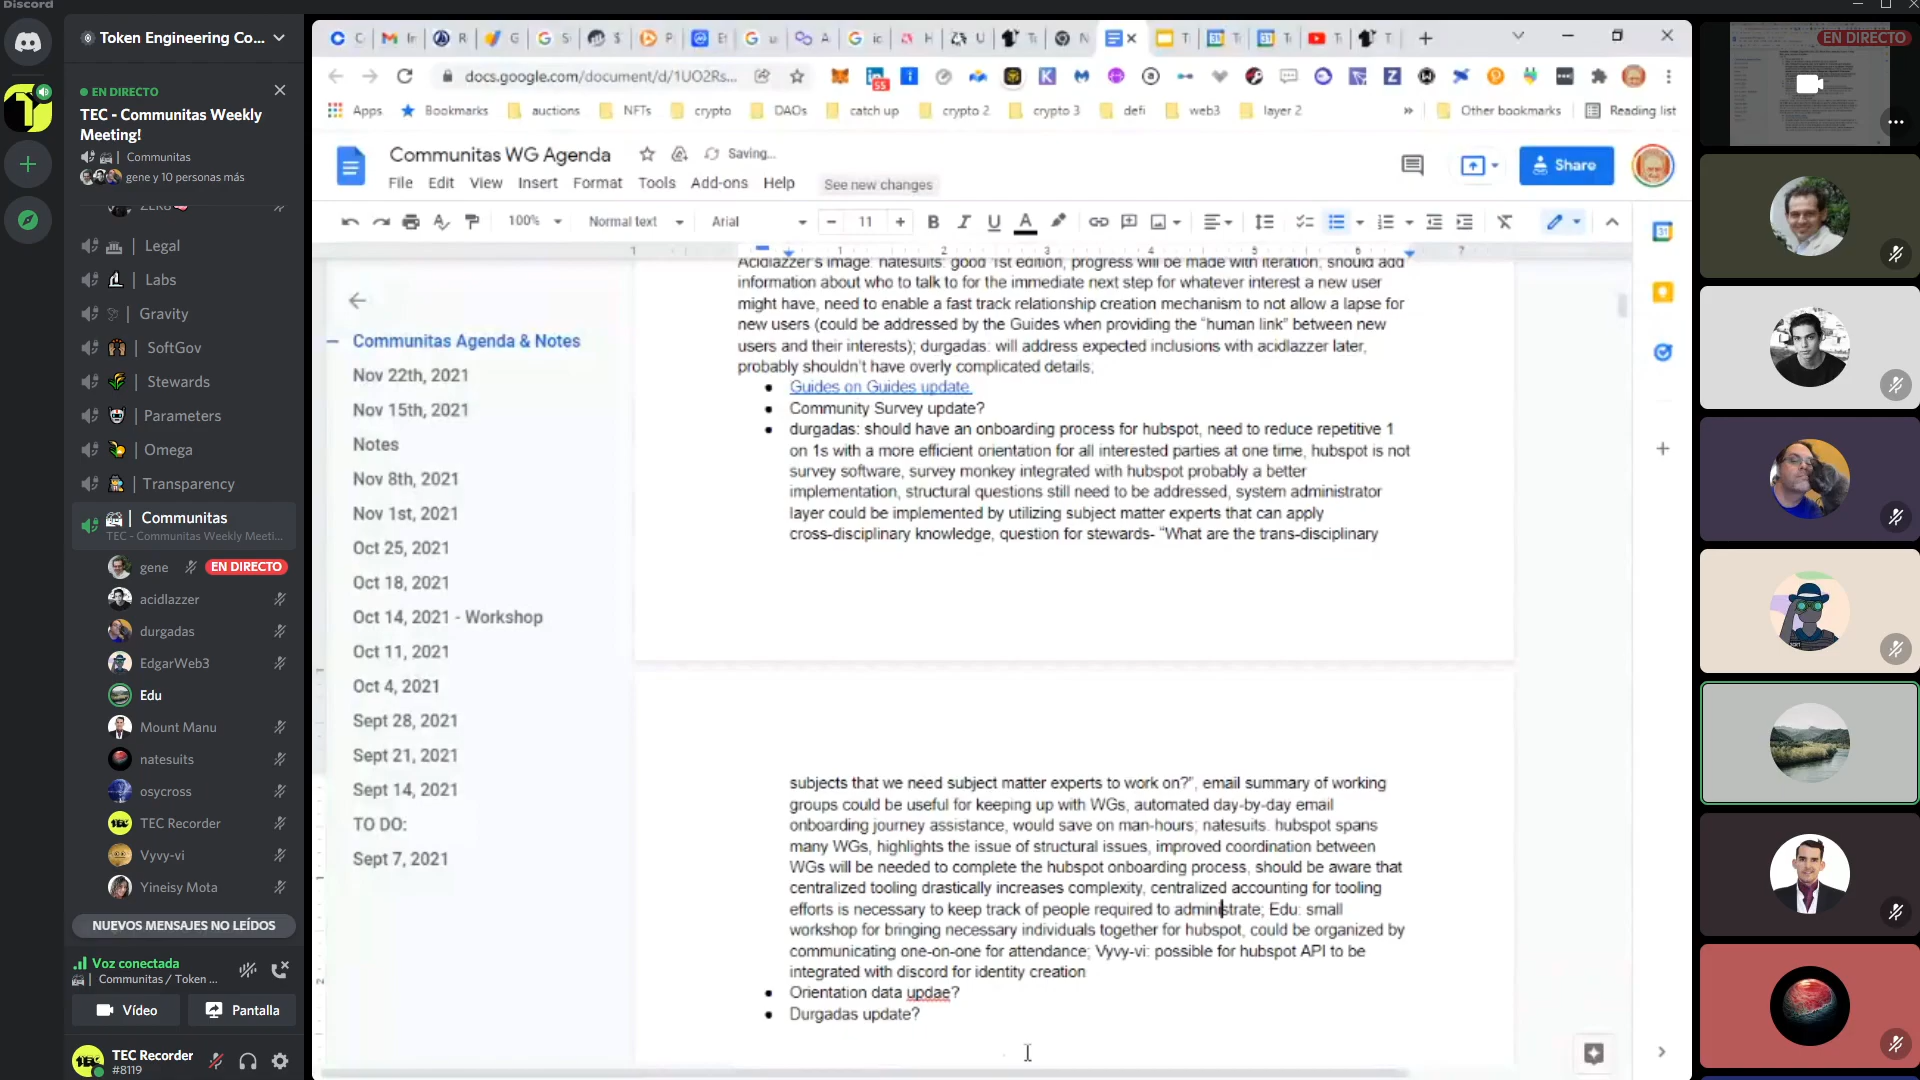 Discord
Token Engineering Co...
EN DIRECTO
TEC - Communitas Weekly
Meeting!
| Communitas
gene y 10 personas más
| Legal
| Labs
| Gravity
| SoftGov
| Stewards
| Parameters
| Omega
| Transparency
| Communitas
TEC - Communitas Weekly Meeti...
gene
EN DIRECTO
acidlazzer
durgadas
EdgarWeb3
Edu
Mount Manu
natesuits
osycross
TEC Recorder
Vyvy-vi
Yineisy Mota
NUEVOS MENSAJES NO LEÍDOS
Voz conectada
| Communitas / Token ...
Vídeo
Pantalla
TEC Recorder
#8119
docs.google.com/document/d/1UO2Rs...
55
Apps
Bookmarks
auctions
NFTs
crypto
DAOs
catch up
crypto 2
crypto 3
defi
web3
layer 2
»
Other bookmarks
Reading list
Communitas WG Agenda
Saving...
File Edit View Insert Format Tools Add-ons Help
See new changes
Share
100%
Normal text
Arial
11
Communitas Agenda & Notes
Nov 22th, 2021
Nov 15th, 2021
Notes
Nov 8th, 2021
Nov 1st, 2021
Oct 25, 2021
Oct 18, 2021
Oct 14, 2021 - Workshop
Oct 11, 2021
Oct 4, 2021
Sept 28, 2021
Sept 21, 2021
Sept 14, 2021
TO DO:
Sept 7, 2021
Acidlazzer's image: natesuits: good 1st edition, progress will be made with iteration, should add
information about who to talk to for the immediate next step for whatever interest a new user
might have, need to enable a fast track relationship creation mechanism to not allow a lapse for
new users (could be addressed by the Guides when providing the "human link" between new
users and their interests); durgadas: will address expected inclusions with acidlazzer later,
probably shouldn't have overly complicated details;
Guides on Guides update.
Community Survey update?
durgadas: should have an onboarding process for hubspot, need to reduce repetitive 1
on 1s with a more efficient orientation for all interested parties at one time, hubspot is not
survey software, survey monkey integrated with hubspot probably a better
implementation, structural questions still need to be addressed, system administrator
layer could be implemented by utilizing subject matter experts that can apply
cross-disciplinary knowledge, question for stewards- "What are the trans-disciplinary
subjects that we need subject matter experts to work on?", email summary of working
groups could be useful for keeping up with WGs, automated day-by-day email
onboarding journey assistance, would save on man-hours; natesuits: hubspot spans
many WGs, highlights the issue of structural issues, improved coordination between
WGs will be needed to complete the hubspot onboarding process, should be aware that
centralized tooling drastically increases complexity, centralized accounting for tooling
efforts is necessary to keep track of people required to administrate; Edu: small
workshop for bringing necessary individuals together for hubspot, could be organized by
communicating one-on-one for attendance; Vyvy-vi: possible for hubspot API to be
integrated with discord for identity creation
Orientation data updae?
Durgadas update?
EN DIRECTO